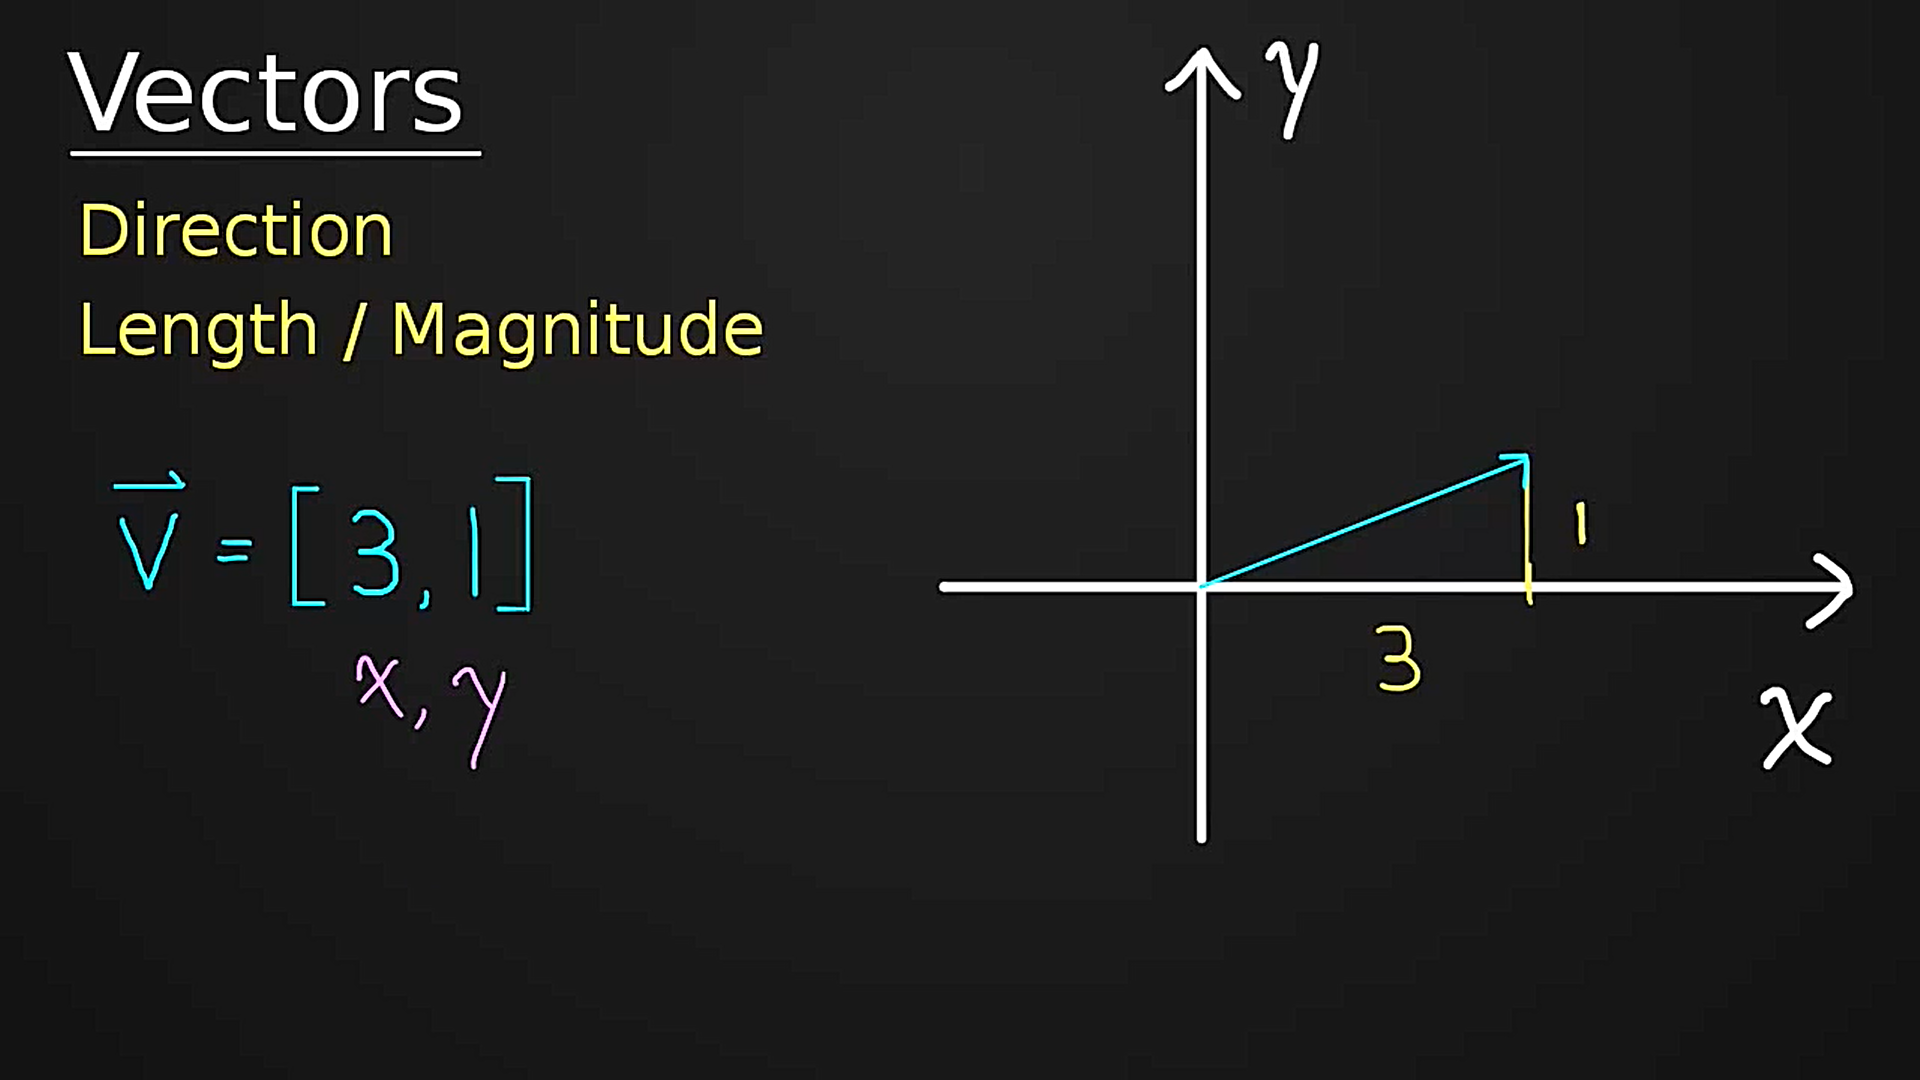 Vectors
Direction
Length / Magnitude
V⃗ = [3, 1]
x, y
y
1
3
x